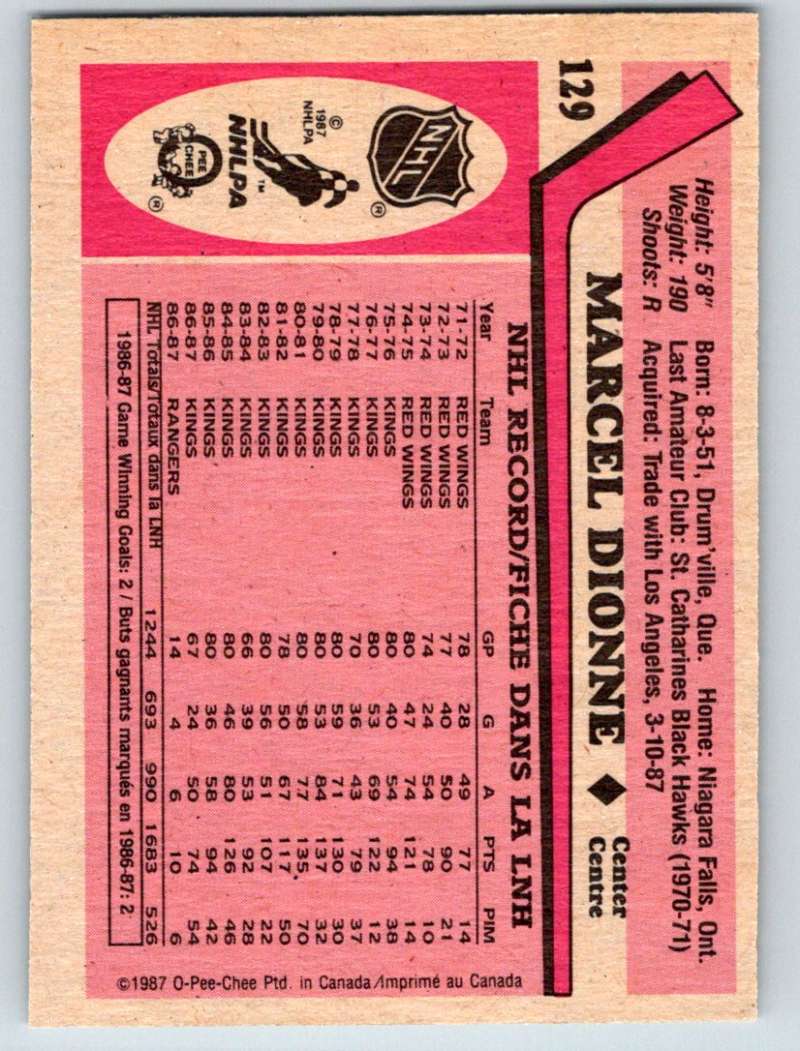 129
Height: 5'8" Born: 8-3-51, Drum'ville, Que. Home: Niagara Falls, Ont.
Weight: 190 Last Amateur Club: St. Catharines Black Hawks (1970-71)
Shoots: R Acquired: Trade with Los Angeles, 3-10-87
MARCEL DIONNE ◆ Center
Centre
NHL
®
© 1987
NHLPA
NHLPA
™
O
PEE
CHEE
®
NHL RECORD/FICHE DANS LA LNH
Year Team GP G A PTS PIM
71-72 RED WINGS 78 28 49 77 14
72-73 RED WINGS 77 40 50 90 21
73-74 RED WINGS 74 24 54 78 10
74-75 RED WINGS 80 47 74 121 14
75-76 KINGS 80 40 54 94 38
76-77 KINGS 80 53 69 122 12
77-78 KINGS 70 36 43 79 37
78-79 KINGS 80 59 71 130 30
79-80 KINGS 80 53 84 137 32
80-81 KINGS 80 58 77 135 70
81-82 KINGS 78 50 67 117 50
82-83 KINGS 80 56 51 107 22
83-84 KINGS 66 39 53 92 28
84-85 KINGS 80 46 80 126 46
85-86 KINGS 80 36 58 94 42
86-87 KINGS 67 24 50 74 54
86-87 RANGERS 14 4 6 10 6
NHL Totals/Totaux dans la LNH 1244 693 990 1683 526
1986-87 Game Winning Goals: 2 / Buts gagnants marqués en 1986-87: 2
©1987 O-Pee-Chee Ptd. in Canada/Imprimé au Canada